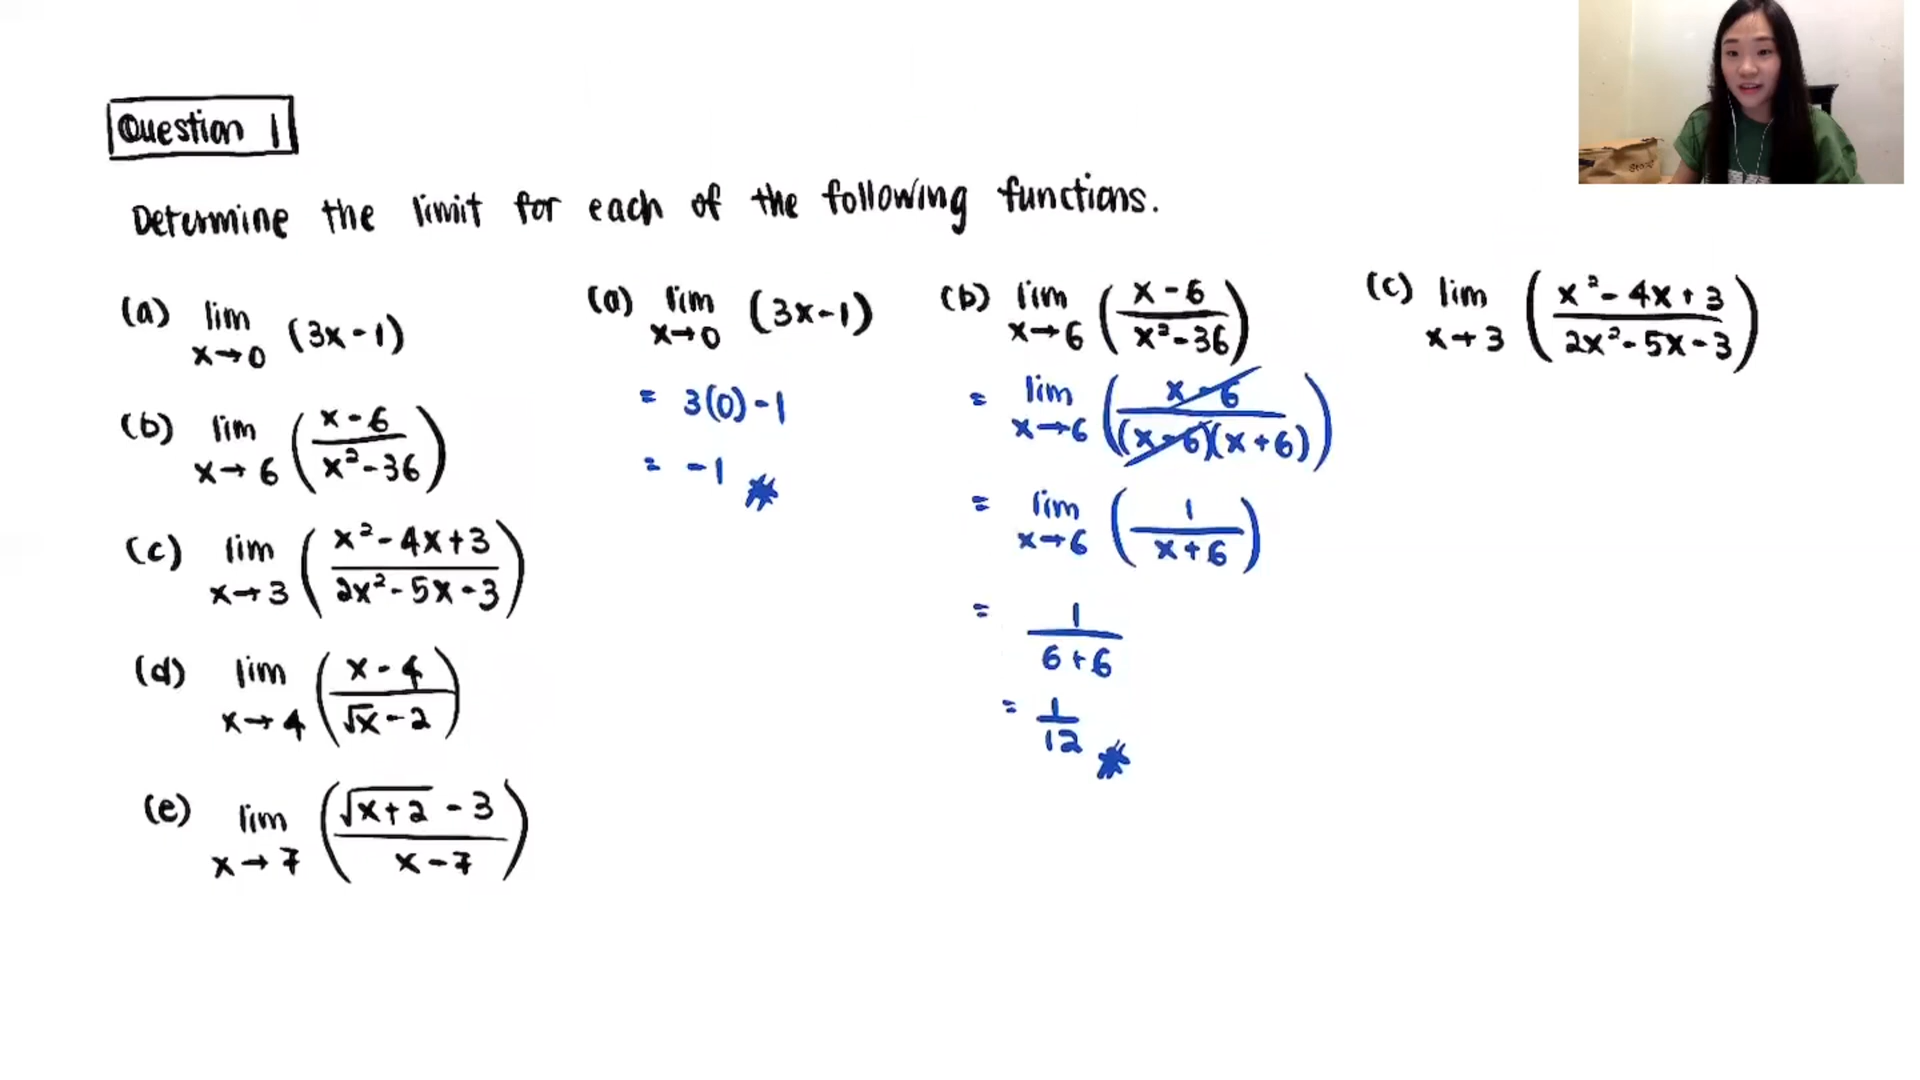 Question 1
Determine the limit for each of the following functions.
(a) lim x→0 (3x-1)
(b) lim x→6 (x-6 / x²-36)
(c) lim x→3 (x²-4x+3 / 2x²-5x-3)
(d) lim x→4 (x-4 / √x-2)
(e) lim x→7 (√x+2 -3 / x-7)
(a) lim x→0 (3x-1)
= 3(0)-1
= -1
(b) lim x→6 (x-6 / x²-36)
= lim x→6 (x-6 / (x-6)(x+6))
= lim x→6 (1 / x+6)
= 1 / 6+6
= 1 / 12
(c) lim x→3 (x²-4x+3 / 2x²-5x-3)